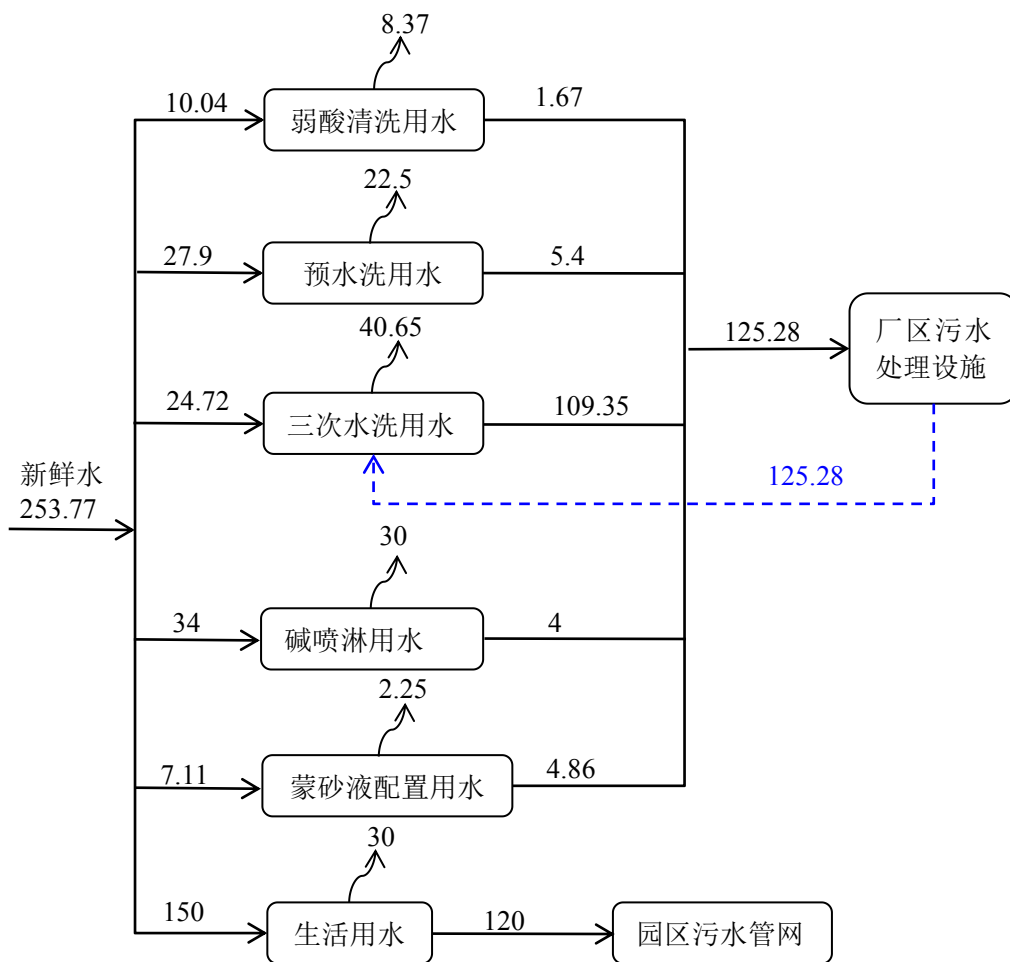 8.37
10.04
弱酸清洗用水
1.67
22.5
27.9
预水洗用水
5.4
40.65
24.72
三次水洗用水
109.35
125.28
厂区污水
处理设施
125.28
新鲜水
253.77
30
34
碱喷淋用水
4
2.25
7.11
蒙砂液配置用水
4.86
30
150
生活用水
120
园区污水管网